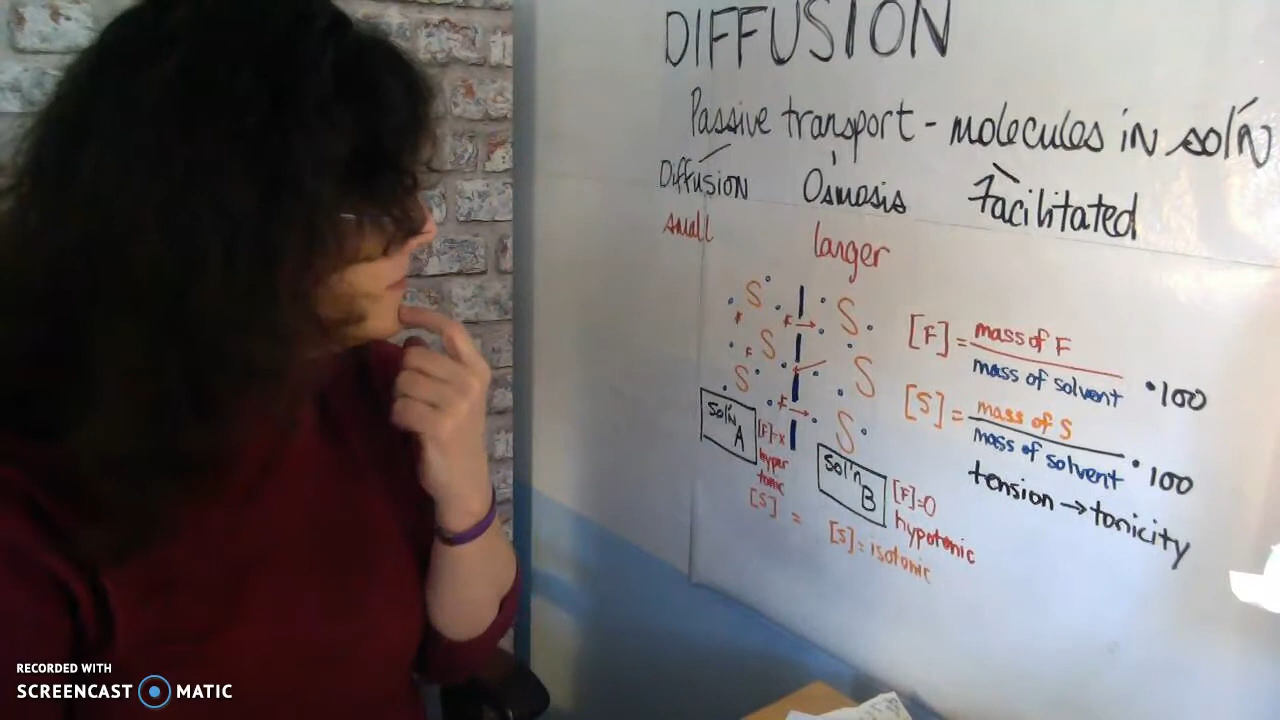 DIFFUSION
Passive transport - molecules in sol'n
Diffusion Osmosis Facilitated
small larger
S S
F
F S S
S F S
[F] = mass of F / mass of solvent • 100
[S] = mass of S / mass of solvent • 100
tension → tonicity
sol'n A
[F]=x
hyper
tonic
[S] =
sol'n B
[F]=0
hypotonic
[S]= isotonic
RECORDED WITH
SCREENCAST MATIC